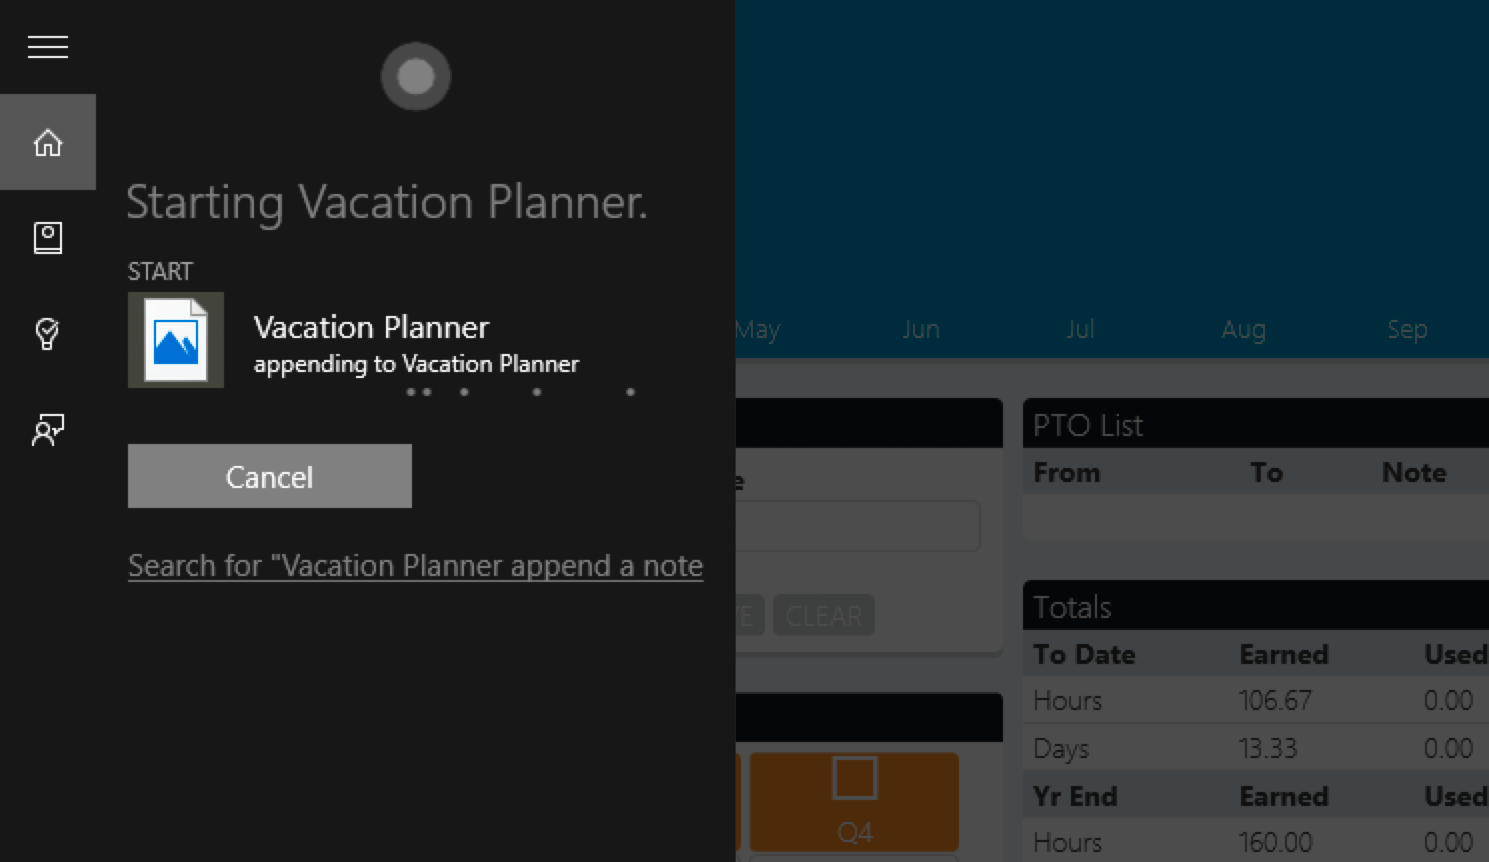 Starting Vacation Planner.
START
Vacation Planner
appending to Vacation Planner
Cancel
Search for "Vacation Planner append a note
May Jun Jul Aug Sep
CLEAR
Q4
PTO List
From To Note
Totals
To Date Earned Used
Hours 106.67 0.00
Days 13.33 0.00
Yr End Earned Used
Hours 160.00 0.00